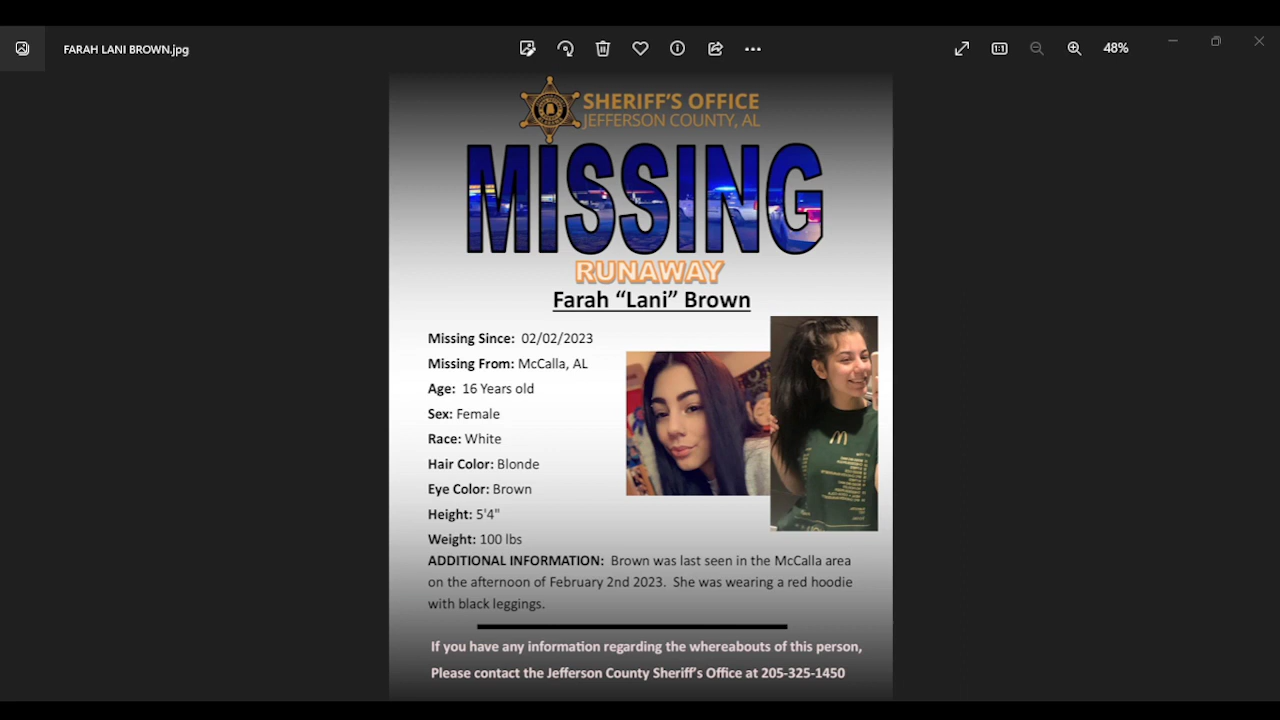 FARAH LANI BROWN.jpg
48%
SHERIFF'S OFFICE
JEFFERSON COUNTY, AL
MISSING
RUNAWAY
Farah “Lani” Brown
Missing Since: 02/02/2023
Missing From: McCalla, AL
Age: 16 Years old
Sex: Female
Race: White
Hair Color: Blonde
Eye Color: Brown
Height: 5'4"
Weight: 100 lbs
ADDITIONAL INFORMATION: Brown was last seen in the McCalla area
on the afternoon of February 2nd 2023. She was wearing a red hoodie
with black leggings.
If you have any information regarding the whereabouts of this person,
Please contact the Jefferson County Sheriff's Office at 205-325-1450